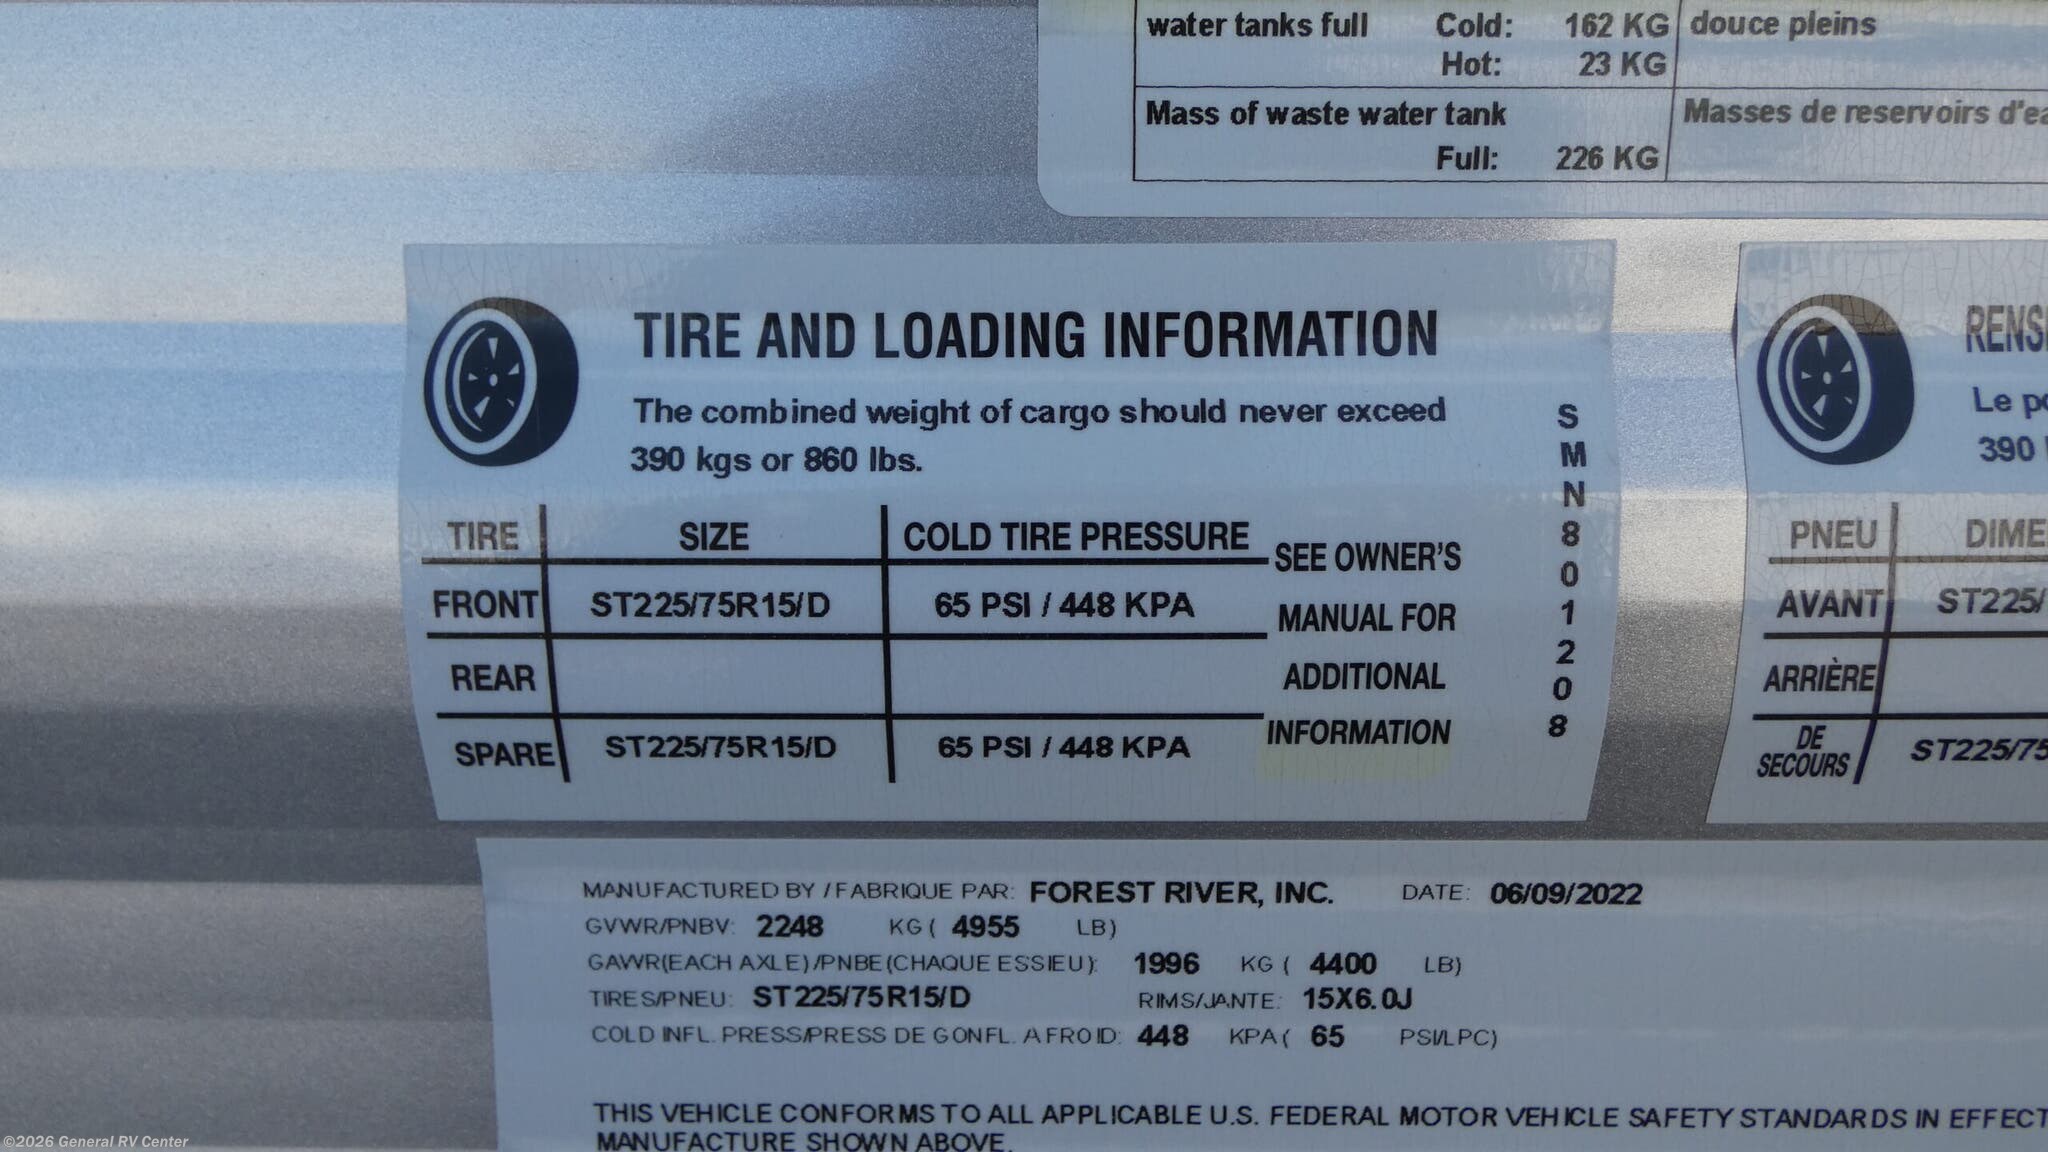 water tanks full Cold: 162 KG douce pleins
Hot: 23 KG
Mass of waste water tank Masses de reservoirs
Full: 226 KG
TIRE AND LOADING INFORMATION
The combined weight of cargo should never exceed
390 kgs or 860 lbs.
TIRE SIZE COLD TIRE PRESSURE
FRONT ST225/75R15/D 65 PSI / 448 KPA
REAR
SPARE ST225/75R15/D 65 PSI / 448 KPA
SEE OWNER'S
MANUAL FOR
ADDITIONAL
INFORMATION
SMN801208
Le
390
PNEU
AVANT ST225/
ARRIÈRE
DE
SECOURS ST225/75
MANUFACTURED BY / FABRIQUE PAR: FOREST RIVER, INC. DATE: 06/09/2022
GVWR/PNBV: 2248 KG ( 4955 LB)
GAWR(EACH AXLE)/PNBE(CHAQUE ESSIEU): 1996 KG ( 4400 LB)
TIRES/PNEU: ST225/75R15/D RIMS/JANTE: 15X6.0J
COLD INFL. PRESS/PRESS DE GONFL. A FROID: 448 KPA ( 65 PSI/LPC)
THIS VEHICLE CONFORMS TO ALL APPLICABLE U.S. FEDERAL MOTOR VEHICLE SAFETY STANDARDS IN EFFECT
MANUFACTURE SHOWN ABOVE.
©2026 General RV Center